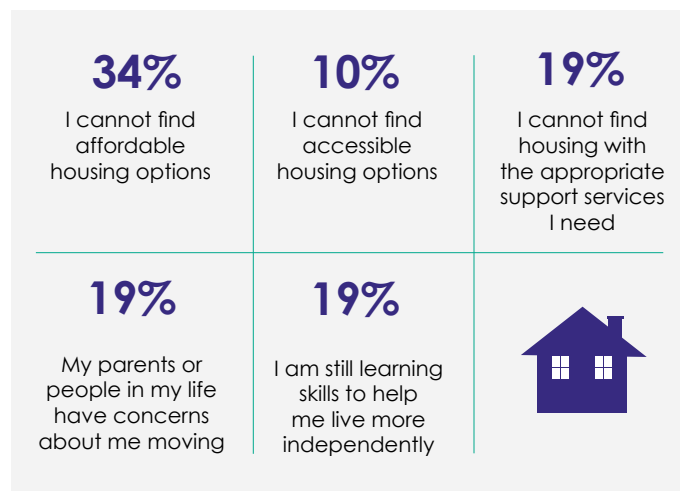 34%
I cannot find
affordable
housing options
10%
I cannot find
accessible
housing options
19%
I cannot find
housing with
the appropriate
support services
I need
19%
My parents or
people in my life
have concerns
about me moving
19%
I am still learning
skills to help
me live more
independently